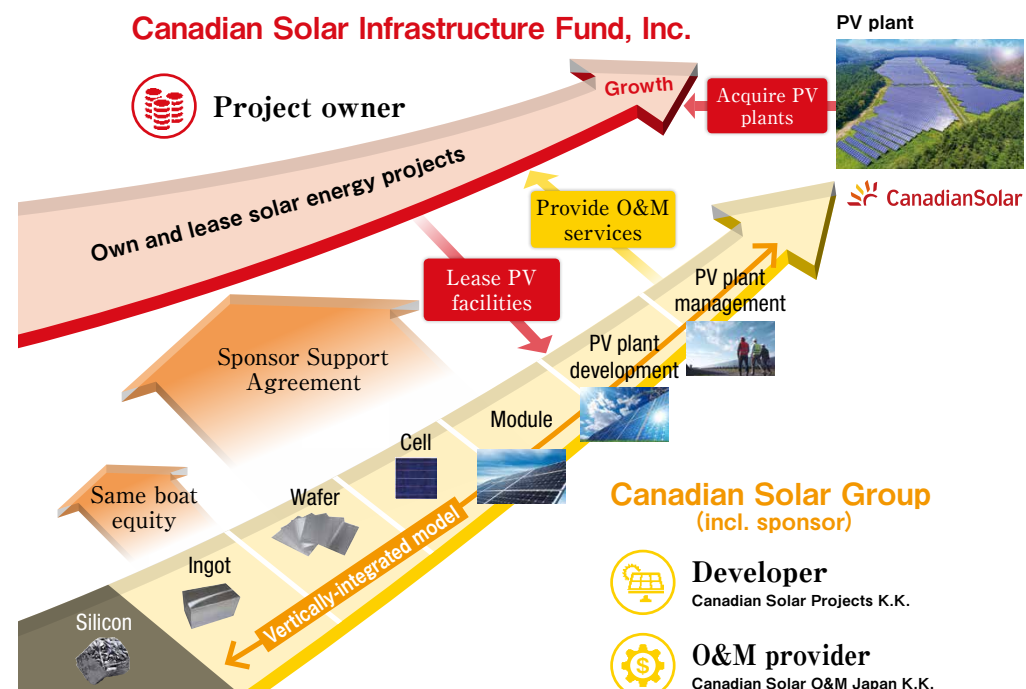 Canadian Solar Infrastructure Fund, Inc.
PV plant
Project owner
Growth
Acquire PV
plants
Own and lease solar energy projects
CanadianSolar
Provide O&M
services
Lease PV
facilities
PV plant
management
Sponsor Support
Agreement
PV plant
development
Module
Cell
Same boat
equity
Wafer
Ingot
Silicon
Vertically-integrated model
Canadian Solar Group
(incl. sponsor)
Developer
Canadian Solar Projects K.K.
O&M provider
Canadian Solar O&M Japan K.K.